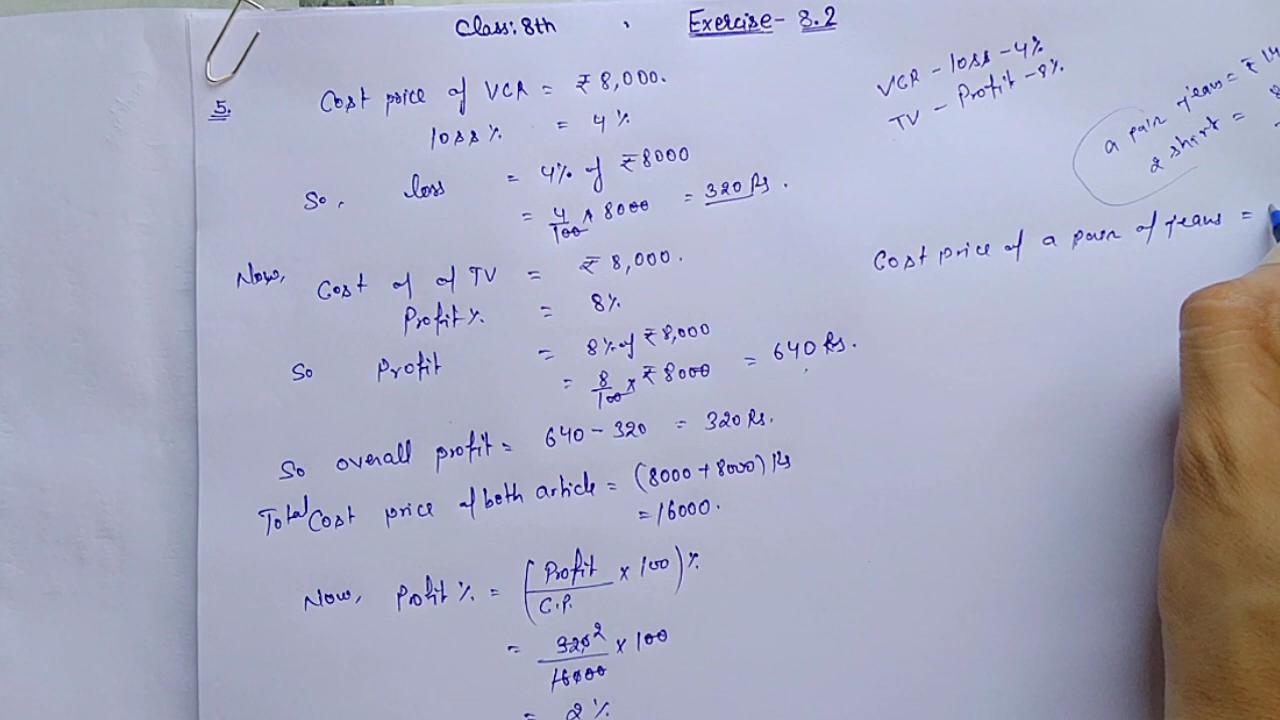 Class: 8th . Exercise- 8.2
5. Cost price of VCR = ₹ 8,000.
loss % = 4 %
So, loss = 4% of ₹ 8000
= 4/100 × 8000 = 320 Rs.
Now, Cost of of TV = ₹ 8,000.
Profit %. = 8%
So Profit = 8% of ₹ 8,000
= 8/100 × ₹ 8000 = 640 Rs.
So overall profit = 640 - 320 = 320 Rs.
Total Cost price of both article = (8000 + 8000) Rs
= 16000.
Now, Profit % = (Profit/C.P. × 100) %
= 320/16000 × 100 2
= 2 %
VCR - loss - 4%
TV - Profit - 8%.
a pair jeans = ₹ 14
2 shirt =
Cost price of a pair of jeans =